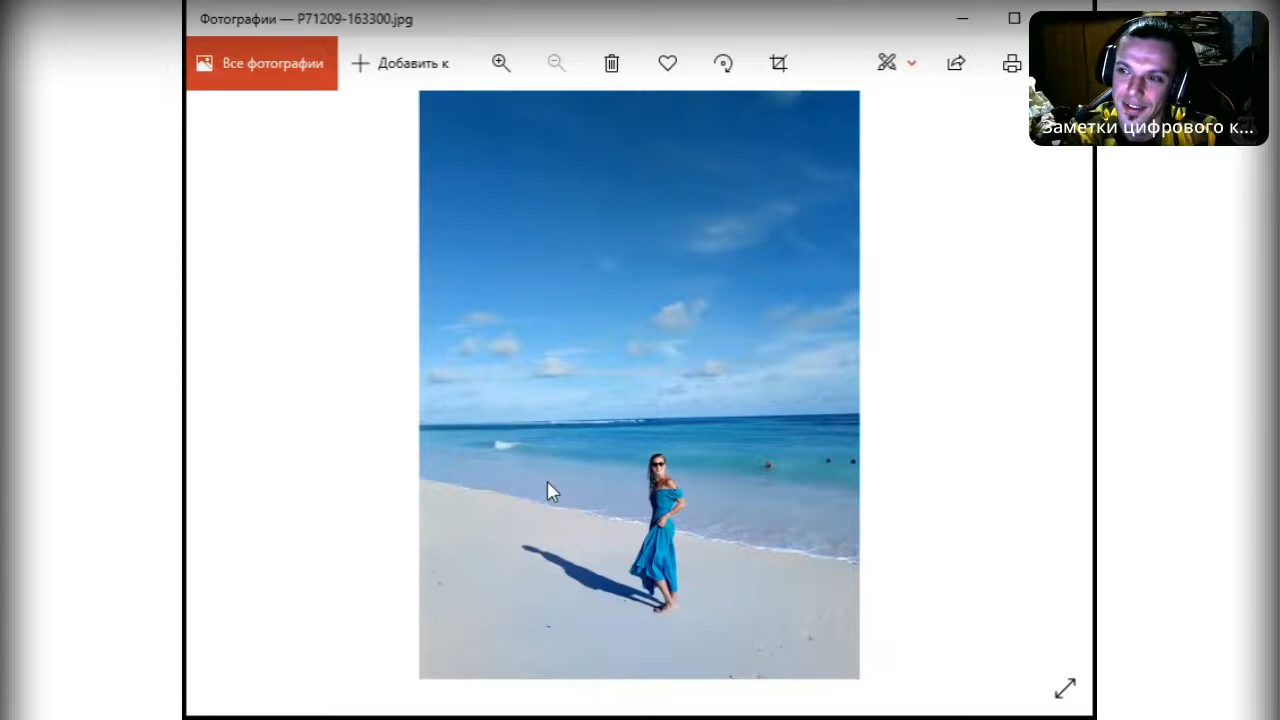 Фотографии — P71209-163300.jpg
Все фотографии
Добавить к
Заметки цифрового к...